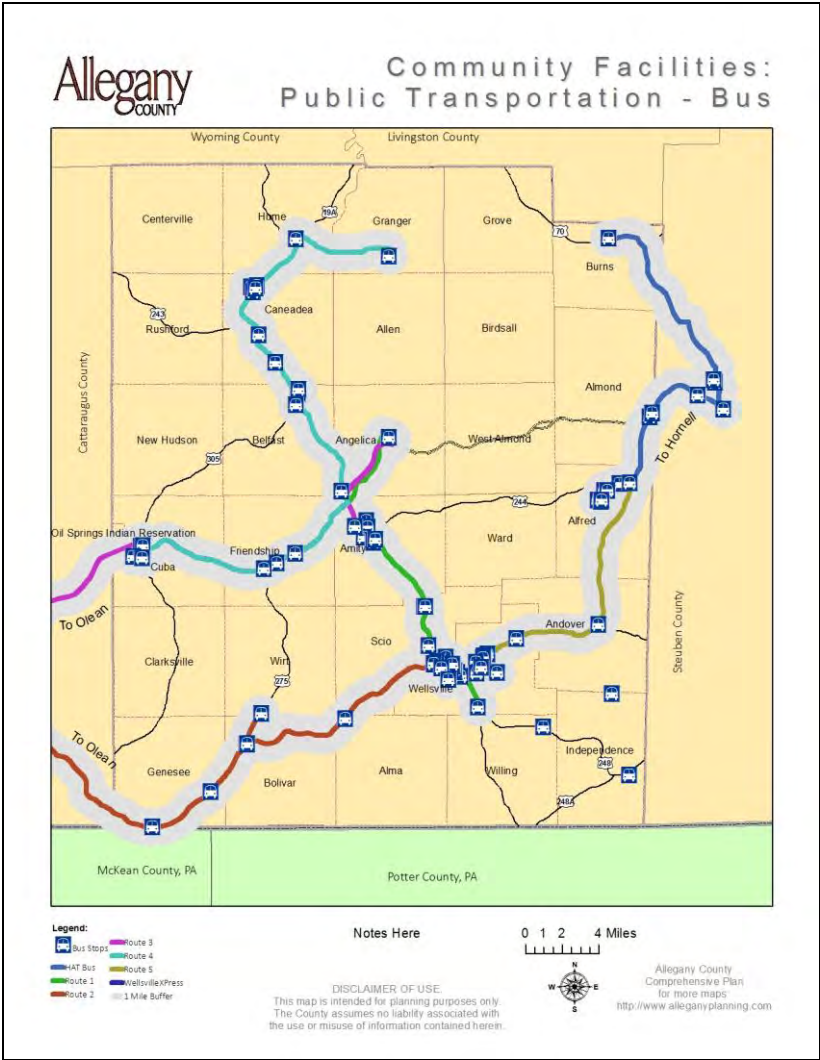 Allegany
COUNTY
Community Facilities:
Public Transportation - Bus
Wyoming County
Livingston County
Centerville
Hume
19A
Granger
Grove
70
Burns
243
Rushford
Caneadea
Allen
Birdsall
Cattaraugus County
Almond
New Hudson
Belfast
Angelica
West Almond
To Hornell
305
244
Alfred
Oil Springs Indian Reservation
Cuba
Friendship
Amity
Ward
To Olean
Scio
Andover
Steuben County
Clarksville
Wirt
275
Wellsville
To Olean
Genesee
Bolivar
Alma
Willing
Independence
248
248A
McKean County, PA
Potter County, PA
Legend:
Bus Stops
HAT Bus
Route 1
Route 2
Route 3
Route 4
Route 5
WellsvilleXPress
1 Mile Buffer
Notes Here
0 1 2 4 Miles
N
W E
S
DISCLAIMER OF USE.
This map is intended for planning purposes only.
The County assumes no liability associated with
the use or misuse of information contained herein.
Allegany County
Comprehensive Plan
for more maps:
http://www.alleganyplanning.com